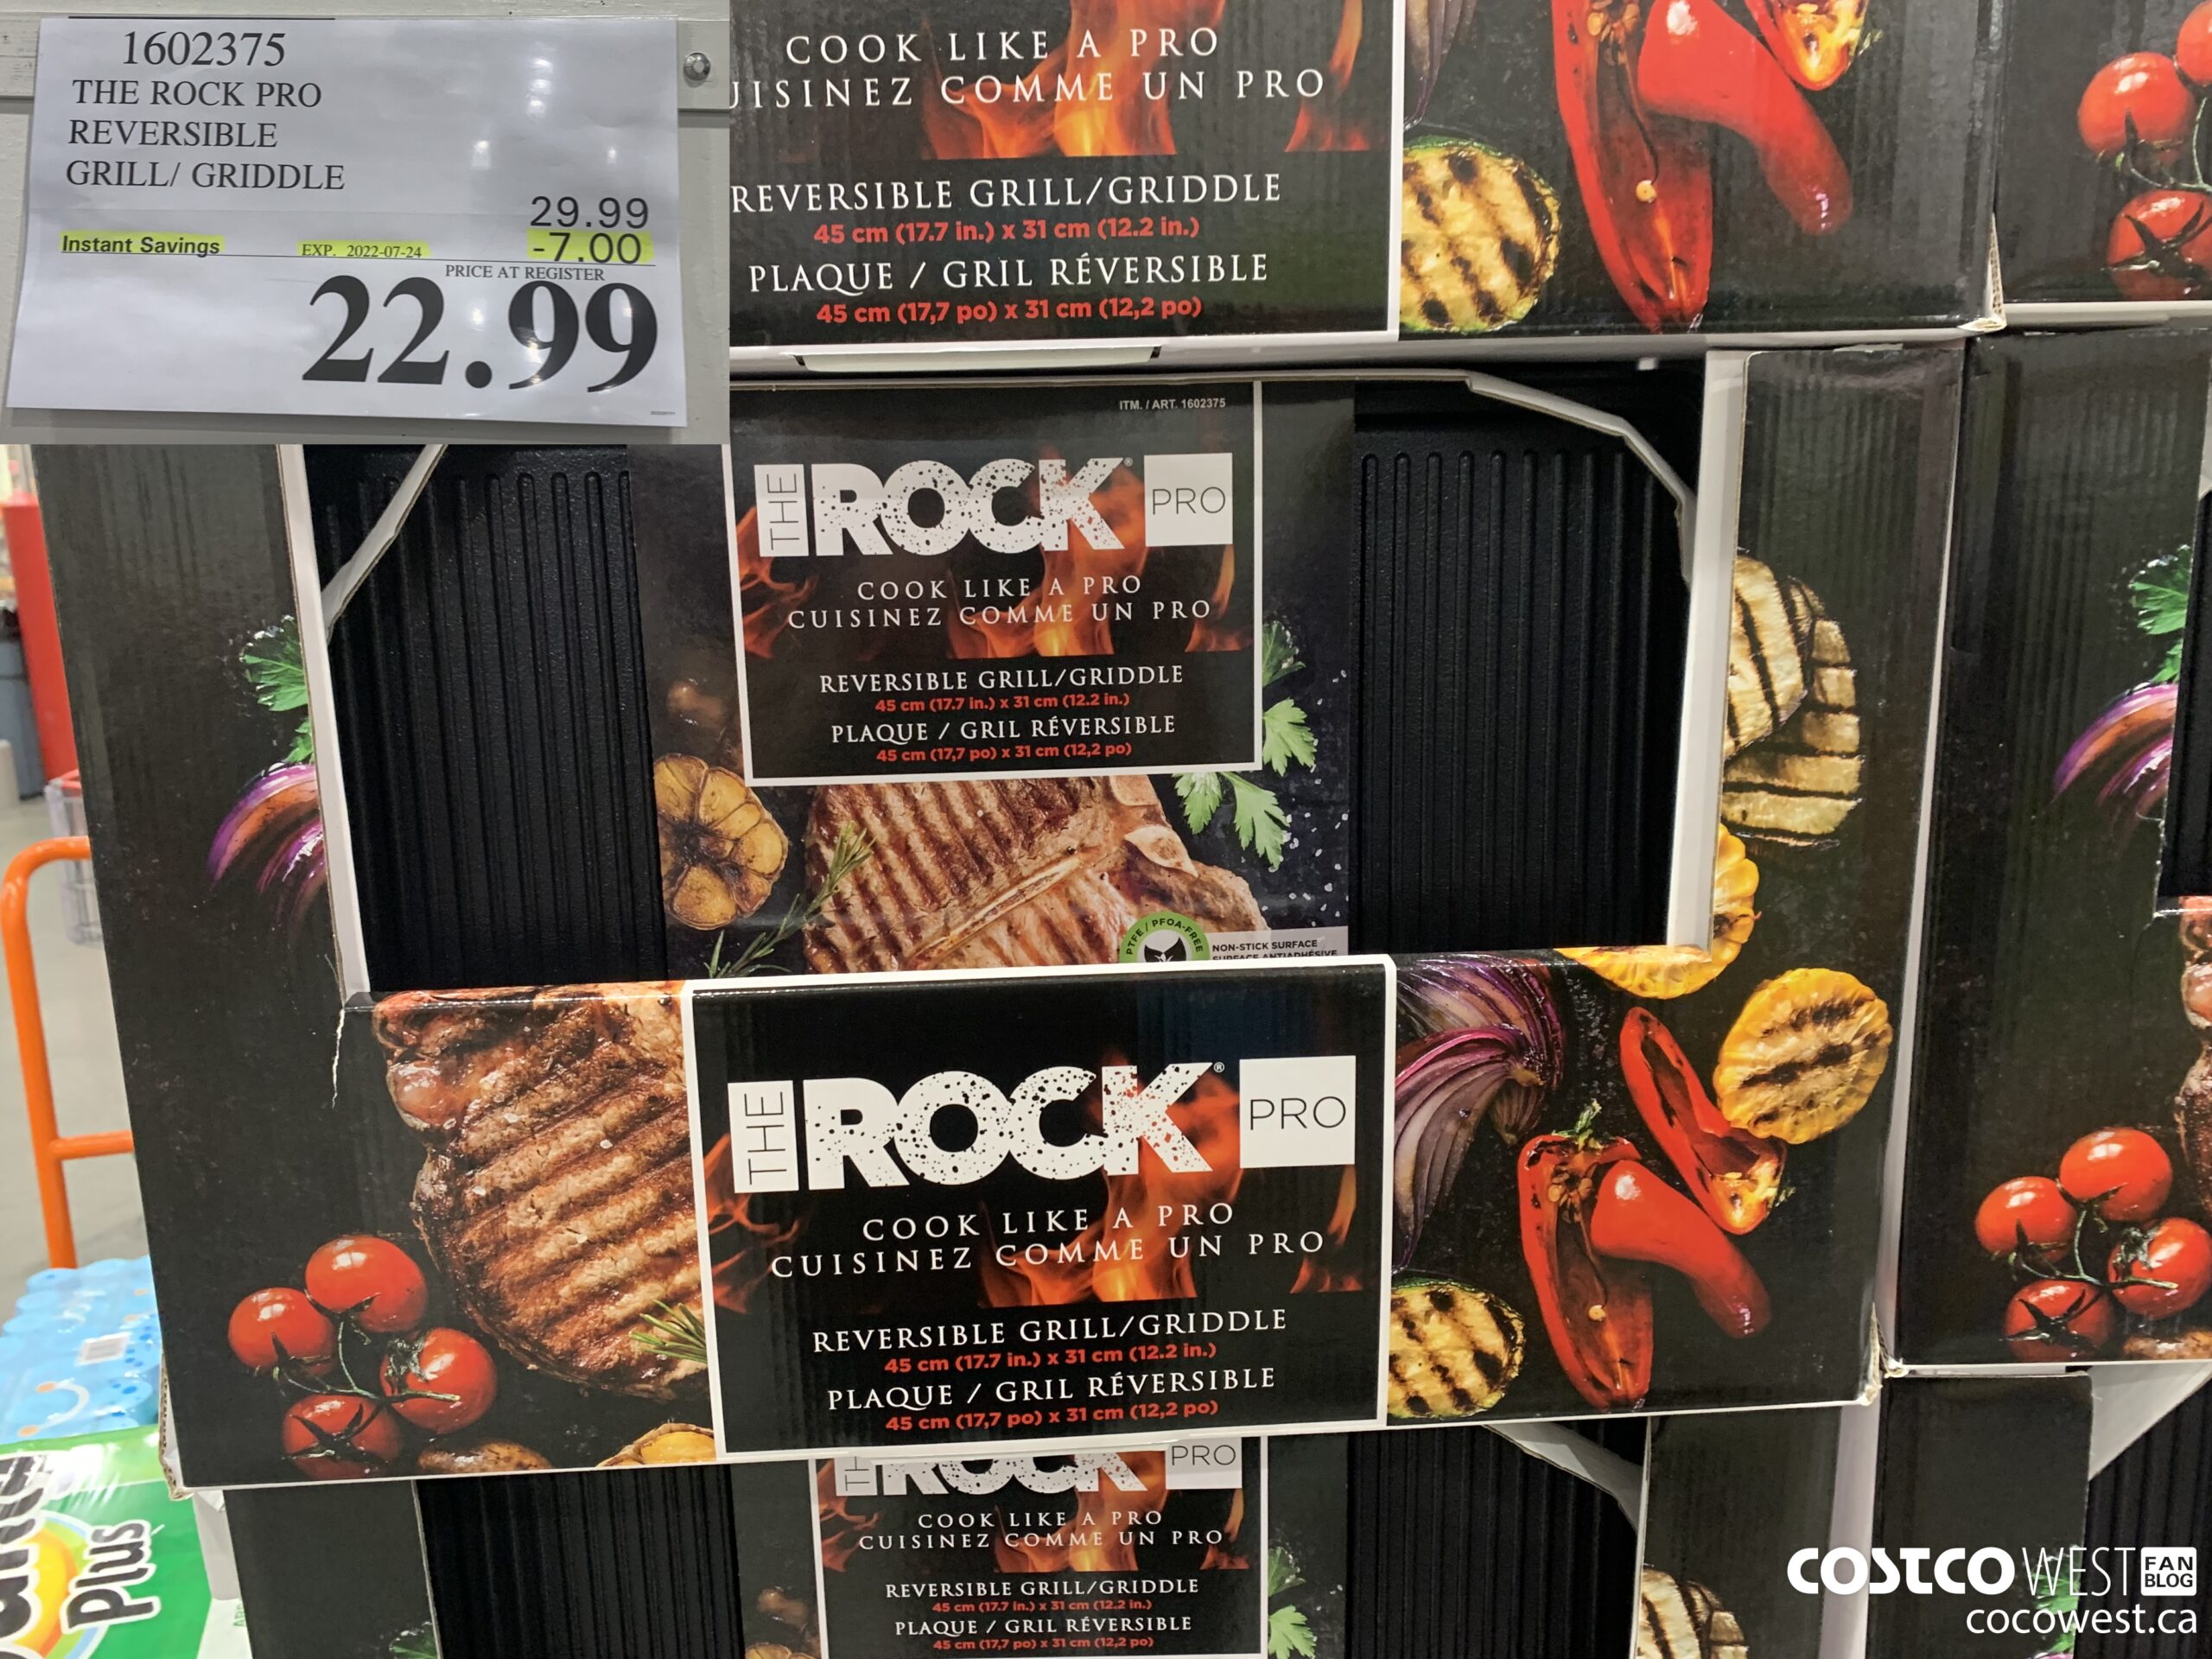 1602375
THE ROCK PRO
REVERSIBLE
GRILL/ GRIDDLE
29.99
Instant Savings EXP. 2022-07-24 -7.00
PRICE AT REGISTER
22.99
COOK LIKE A PRO
UISINEZ COMME UN PRO
REVERSIBLE GRILL/GRIDDLE
45 cm (17.7 in.) x 31 cm (12.2 in.)
PLAQUE / GRIL RÉVERSIBLE
45 cm (17,7 po) x 31 cm (12,2 po)
ITM. / ART. 1602375
THE ROCK® PRO
COOK LIKE A PRO
CUISINEZ COMME UN PRO
REVERSIBLE GRILL/GRIDDLE
45 cm (17.7 in.) x 31 cm (12.2 in.)
PLAQUE / GRIL RÉVERSIBLE
45 cm (17,7 po) x 31 cm (12,2 po)
PTFE / PFOA-FREE
NON-STICK SURFACE
SURFACE ANTIADHÉSIVE
THE ROCK® PRO
COOK LIKE A PRO
CUISINEZ COMME UN PRO
REVERSIBLE GRILL/GRIDDLE
45 cm (17.7 in.) x 31 cm (12.2 in.)
PLAQUE / GRIL RÉVERSIBLE
45 cm (17,7 po) x 31 cm (12,2 po)
THE ROCK PRO
COOK LIKE A PRO
CUISINEZ COMME UN PRO
REVERSIBLE GRILL/GRIDDLE
45 cm (17.7 in.) x 31 cm (12.2 in.)
PLAQUE / GRIL RÉVERSIBLE
45 cm (17,7 po) x 31 cm (12,2 po)
Plus
COSTCO WEST FAN BLOG
cocowest.ca